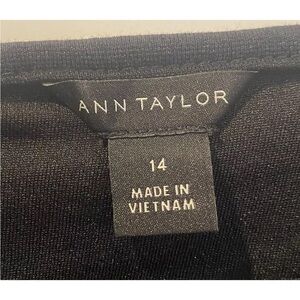 ANN TAYLOR
14
MADE IN
VIETNAM